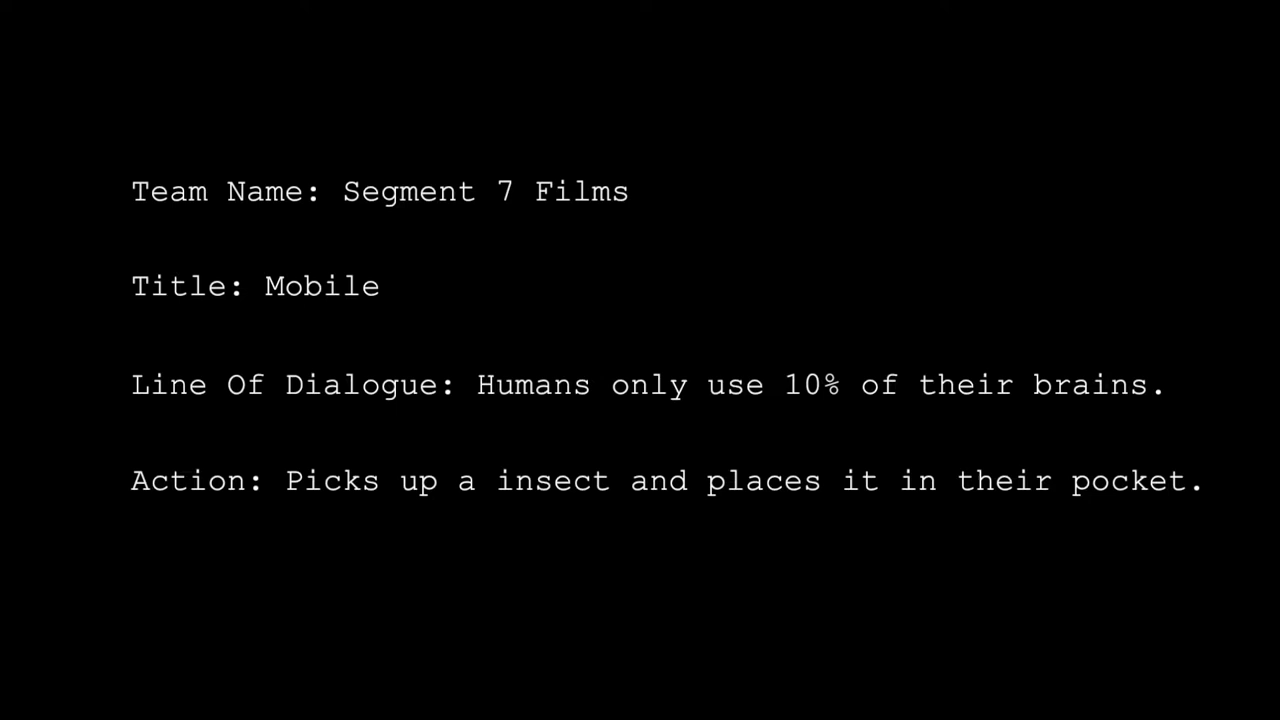 Team Name: Segment 7 Films
Title: Mobile
Line Of Dialogue: Humans only use 10% of their brains.
Action: Picks up a insect and places it in their pocket.